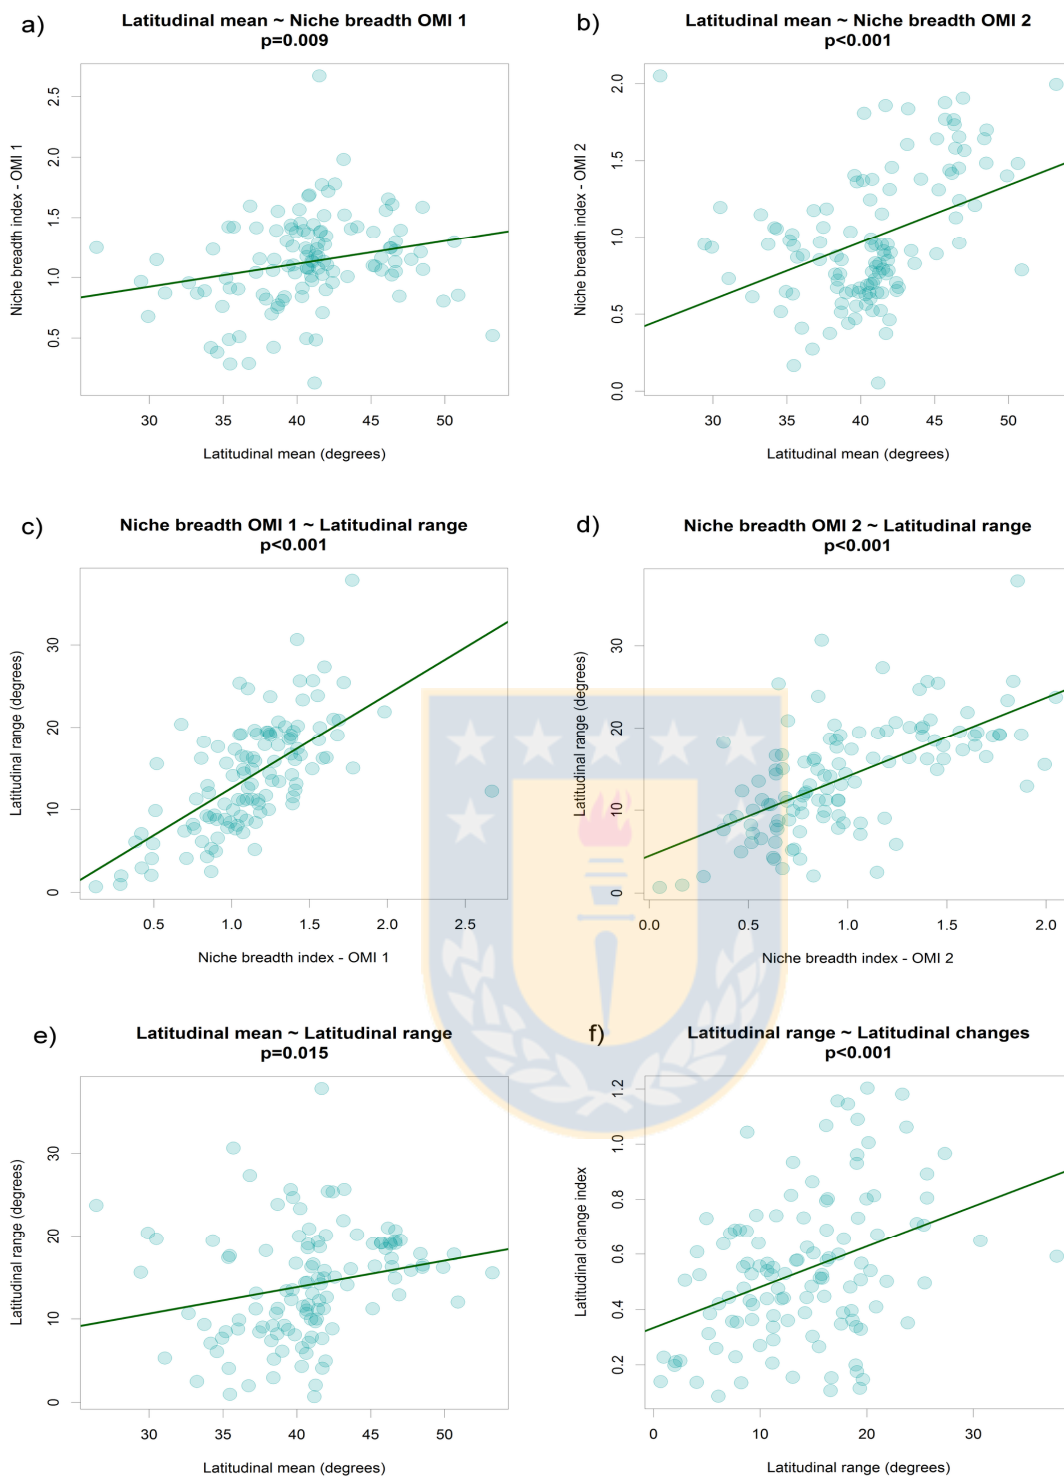 a)
Latitudinal mean ~ Niche breadth OMI 1
p=0.009
Niche breadth index - OMI 1
2.5
2.0
1.5
1.0
0.5
30 35 40 45 50
Latitudinal mean (degrees)
b)
Latitudinal mean ~ Niche breadth OMI 2
p<0.001
Niche breadth index - OMI 2
2.0
1.5
1.0
0.5
0.0
30 35 40 45 50
Latitudinal mean (degrees)
c)
Niche breadth OMI 1 ~ Latitudinal range
p<0.001
Latitudinal range (degrees)
30
20
10
0
0.5 1.0 1.5 2.0 2.5
Niche breadth index - OMI 1
d)
Niche breadth OMI 2 ~ Latitudinal range
p<0.001
Latitudinal range (degrees)
30
20
10
0
0.0 0.5 1.0 1.5 2.0
Niche breadth index - OMI 2
e)
Latitudinal mean ~ Latitudinal range
p=0.015
Latitudinal range (degrees)
30
20
10
0
30 35 40 45 50
Latitudinal mean (degrees)
f)
Latitudinal range ~ Latitudinal changes
p<0.001
Latitudinal change index
1.2
1.0
0.8
0.6
0.4
0.2
0 10 20 30
Latitudinal range (degrees)